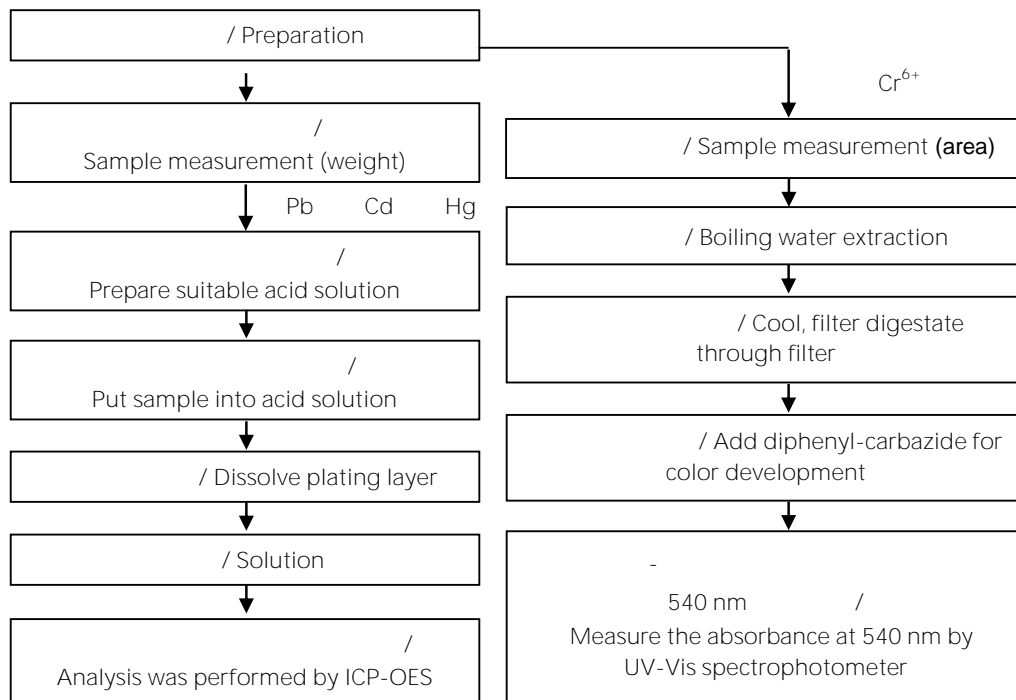 / Preparation
/
Sample measurement (weight)
Pb Cd Hg
/
Prepare suitable acid solution
/
Put sample into acid solution
/ Dissolve plating layer
/ Solution
/
Analysis was performed by ICP-OES
Cr⁶⁺
/ Sample measurement (area)
/ Boiling water extraction
/ Cool, filter digestate
through filter
/ Add diphenyl-carbazide for
color development
-
540 nm /
Measure the absorbance at 540 nm by
UV-Vis spectrophotometer